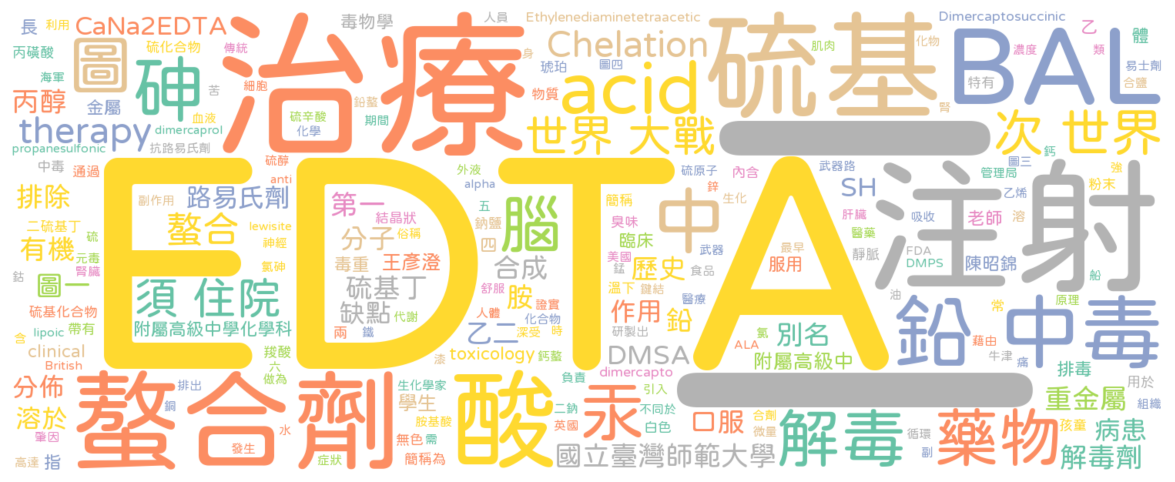 長 利用 CaNa2EDTA 毒物學 人員 Ethylenediaminetetraacetic Dimercaptosuccinic 乙 體
丙磺酸 圖 硫化合物 傳統 治療 身 Chelation 肌肉 硫基 化物 BAL 濃度 類 易士劑
海軍 砷 苦 細胞 鉛螯 琥珀 圖四 acid 特有 合鹽
丙醇 金屬 血液 硫辛酸 期間 物質 腎
therapy dimercaprol 化學 世界 大戰 次 世界
propanesulfonic 抗路易氏劑
中毒 通過 硫醇 外液 硫原子 內含 武器路 圖三 鈣 強
排除 副作用 路易氏劑 anti 第一 結晶狀 alpha 簡稱 鋅 生化 SH 注射 管理局 乙烯 粉末
二硫基丁 螯合 lewisite EDTA 五 腦 臭味 中 肝臟 吸收 老師 溶
有機 硫 神經 分子 俗稱 鈉鹽 四 臨床 武器 最早 醫藥 FDA
元毒 氯砷 毒重 王彥澄 合成 美國 歷史 食品 服用 靜脈 DMPS 陳昭錦
鈷 圖一 腎臟 硫基丁 舒服 胺 證實 錳 溫下 鍵結 醫療 油 船
須 住院 缺點 代謝 人體 化合物 作用 鉛 氯 別名 鉛 中毒 常 原理
硫基化合物 附屬高級中學化學科 兩 鐵 乙二 深受 時 研製出 藉由
含 lipoic 帶有 漆 toxicology 鈣螯 DMSA ALA 附屬高級中 牛津 痛 排毒
clinical 羧酸 dimercapto
British 六 做為 負責
分佈 螯合劑 排出 生化學家 酸 引入 汞 口服 重金屬 用於 組織
溶於 銅 學生 胺基酸 二鈉 不同於 合劑 解毒 藥物 孩童
肇因 無色 需 英國 白色 微量 循環 病患
高達 指 發生 水 症狀 簡稱為 國立臺灣師範大學 副 解毒劑